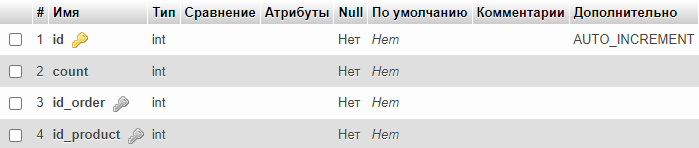 # Имя Тип Сравнение Атрибуты Null По умолчанию Комментарии Дополнительно
1 id int Нет Нет AUTO_INCREMENT
2 count int Нет Нет
3 id_order int Нет Нет
4 id_product int Нет Нет